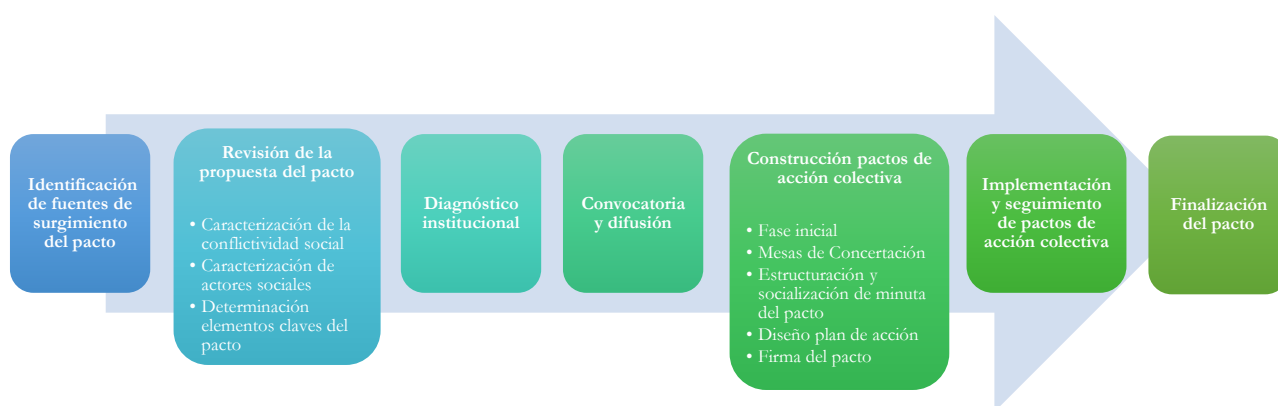 Identificación
de fuentes de
surgimiento
del pacto
Revisión de la
propuesta del pacto
• Caracterización de la
conflictividad social
• Caracterización de
actores sociales
• Determinación
elementos claves del
pacto
Diagnóstico
institucional
Convocatoria
y difusión
Construcción pactos de
acción colectiva
• Fase inicial
• Mesas de Concertación
• Estructuración y
socialización de minuta
del pacto
• Diseño plan de acción
• Firma del pacto
Implementación
y seguimiento
de pactos de
acción colectiva
Finalización
del pacto